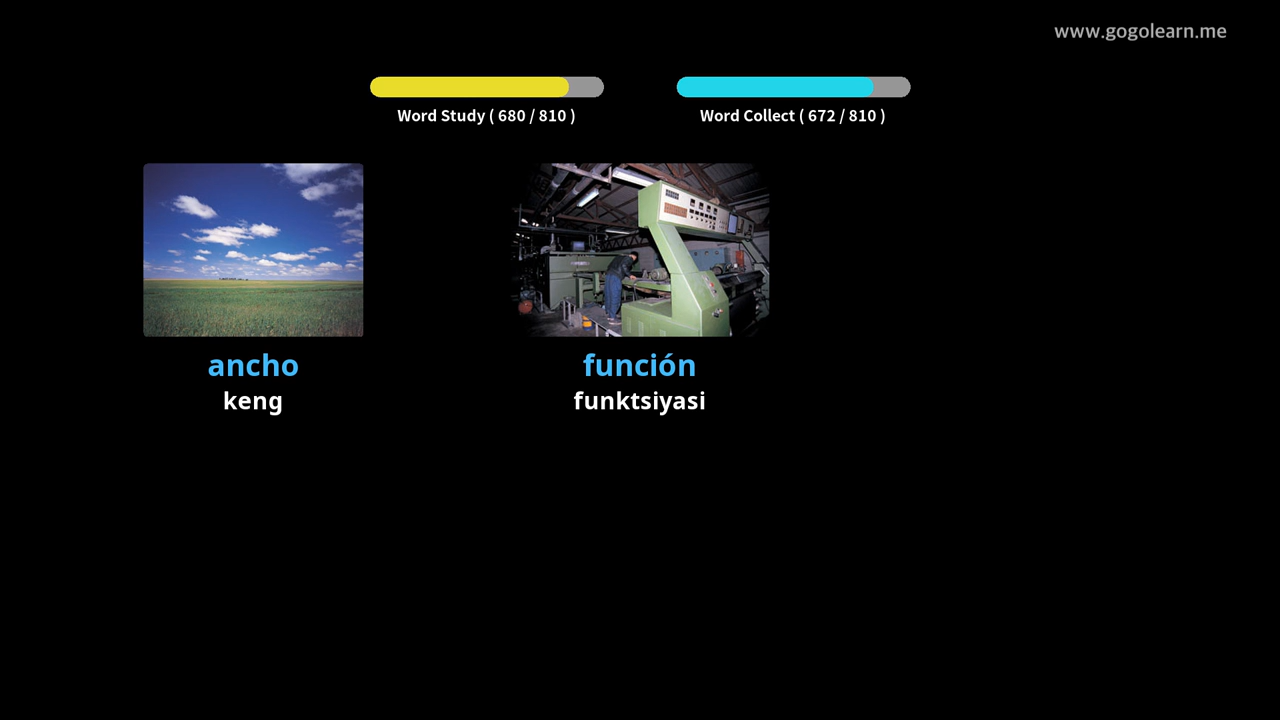 www.gogolearn.me
Word Study ( 680 / 810 )
Word Collect ( 672 / 810 )
ancho
keng
función
funktsiyasi